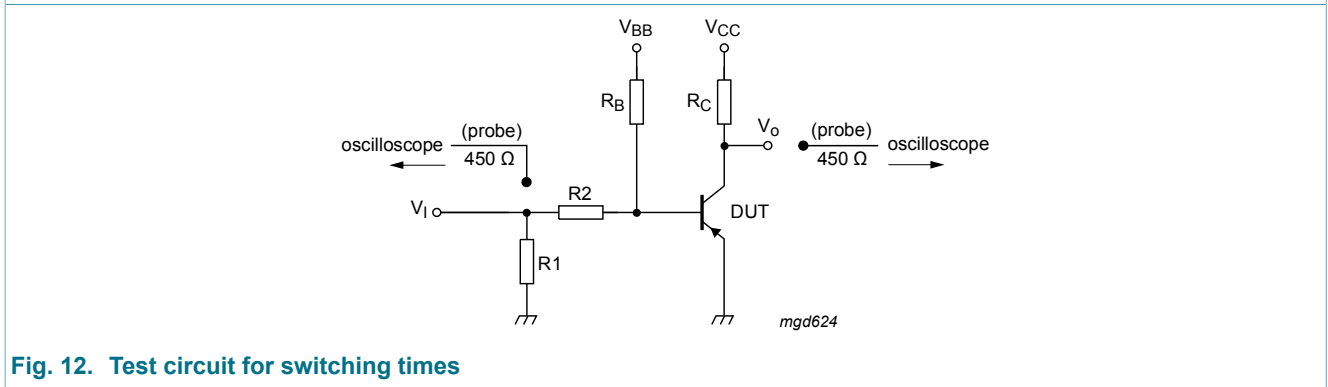 VBB
VCC
RB
RC
Vo
(probe)
oscilloscope
450 Ω
(probe)
oscilloscope
450 Ω
R2
VI
DUT
R1
mgd624
Fig. 12. Test circuit for switching times